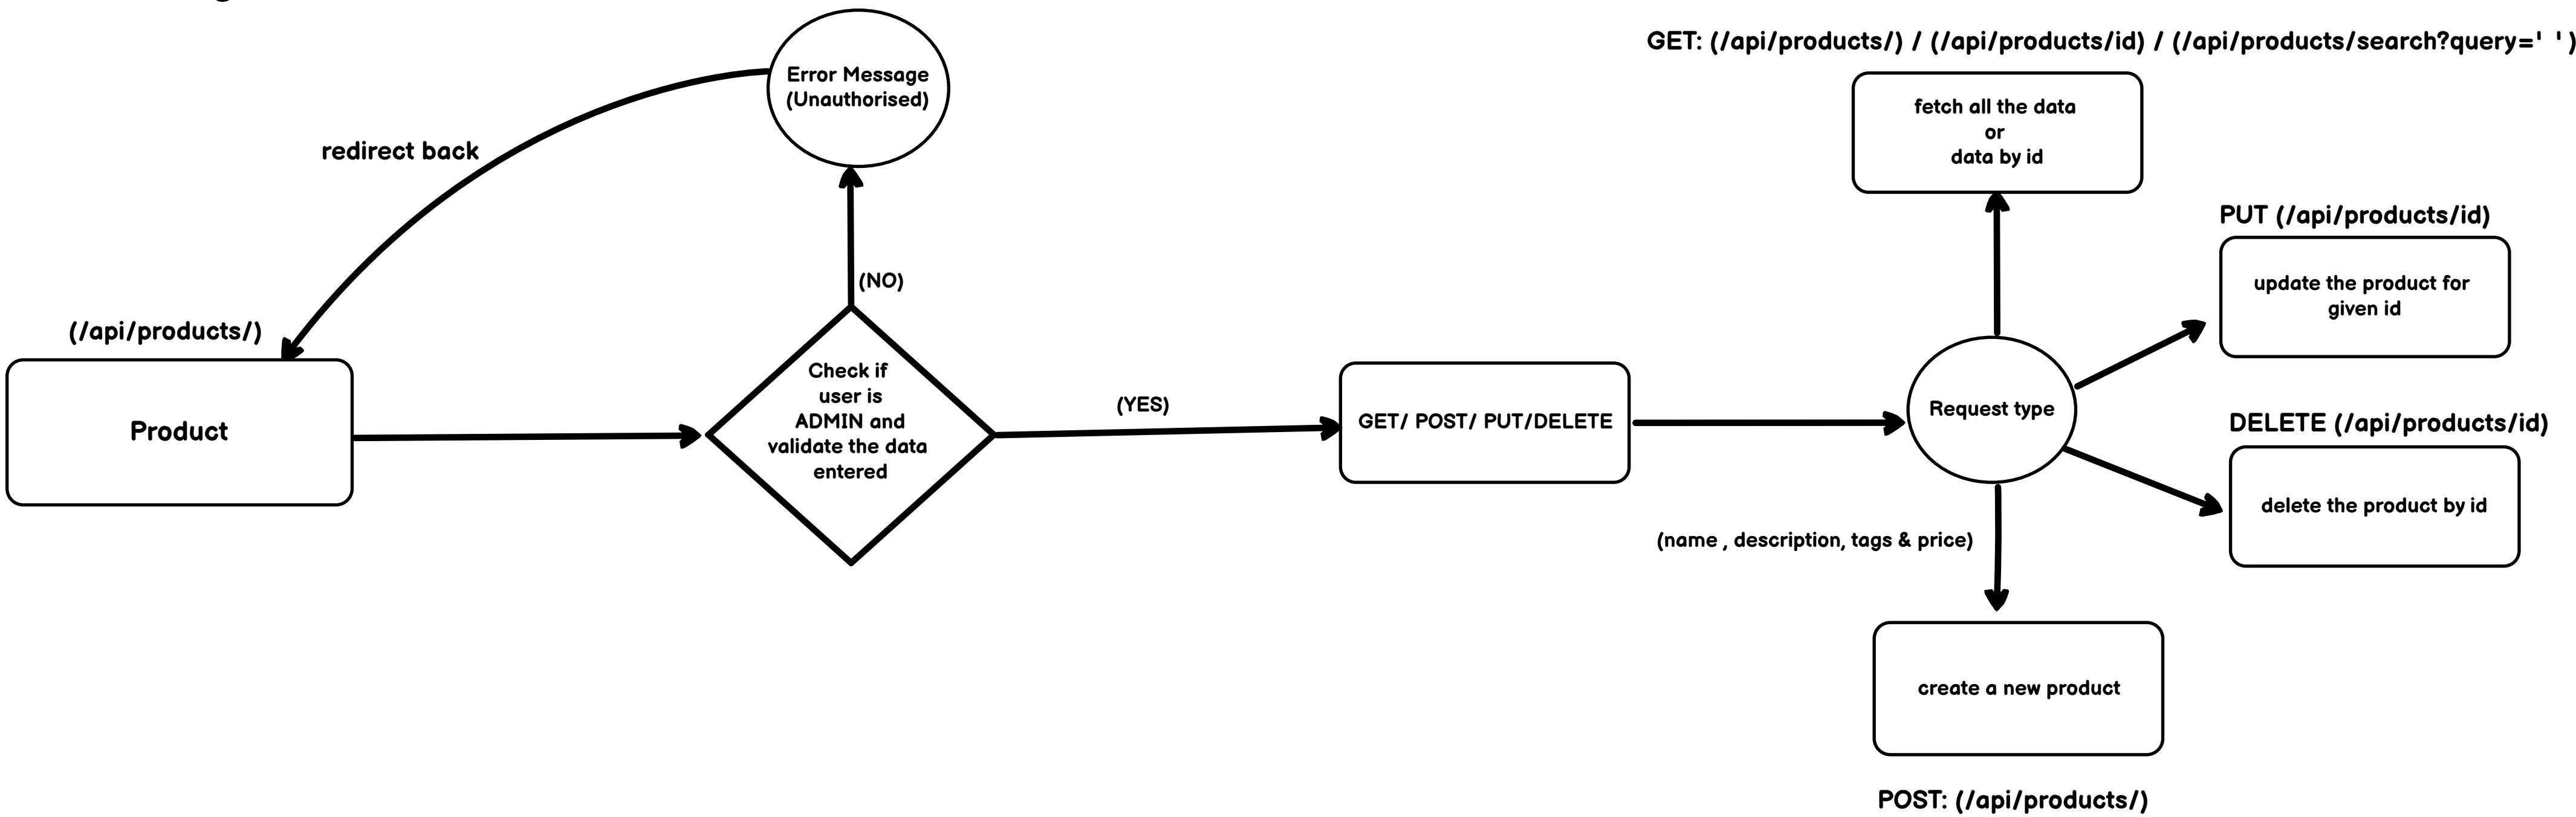 GET: (/api/products/) / (/api/products/id) / (/api/products/search?query=' ')
Error Message
(Unauthorised)
fetch all the data
or
data by id
redirect back
PUT (/api/products/id)
(NO)
update the product for
given id
(/api/products/)
Product
Check if
user is
ADMIN and
validate the data
entered
(YES)
GET/ POST/ PUT/DELETE
Request type
DELETE (/api/products/id)
delete the product by id
(name , description, tags & price)
create a new product
POST: (/api/products/)